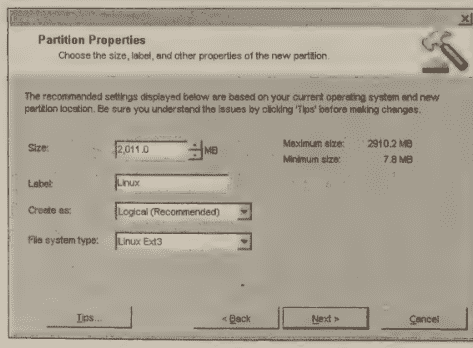 Partition Properties
Choose the size, label, and other properties of the new partition.
The recommended settings displayed below are based on your current operating system and new
partition location. Be sure you understand the issues by clicking 'Tips' before making changes.
Size: 2,011.0 MB Maximum size: 2910.2 MB
Minimum size: 7.8 MB
Label: Linux
Create as: Logical (Recommended)
File system type: Linux Ext3
Tips... < Back Next > Cancel